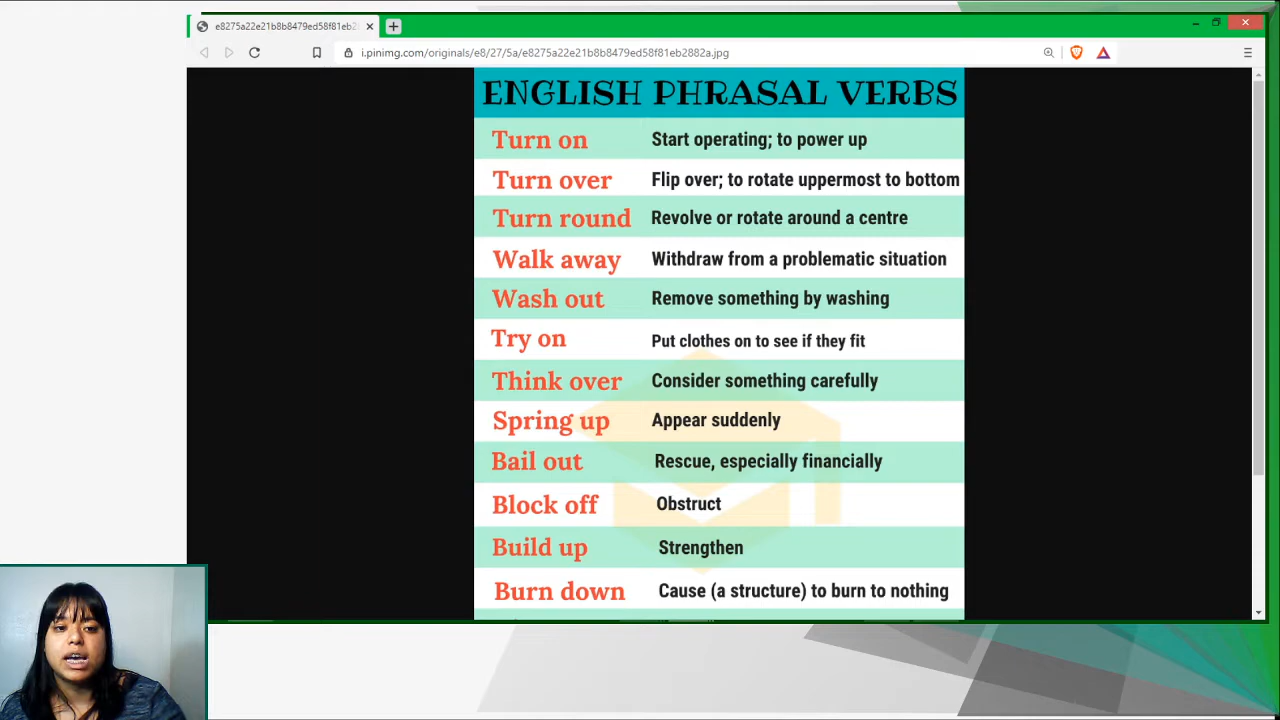 e8275a22e21b8b8479ed58f81eb2
i.pinimg.com/originals/e8/27/5a/e8275a22e21b8b8479ed58f81eb2882a.jpg
ENGLISH PHRASAL VERBS
Turn on Start operating; to power up
Turn over Flip over; to rotate uppermost to bottom
Turn round Revolve or rotate around a centre
Walk away Withdraw from a problematic situation
Wash out Remove something by washing
Try on Put clothes on to see if they fit
Think over Consider something carefully
Spring up Appear suddenly
Bail out Rescue, especially financially
Block off Obstruct
Build up Strengthen
Burn down Cause (a structure) to burn to nothing